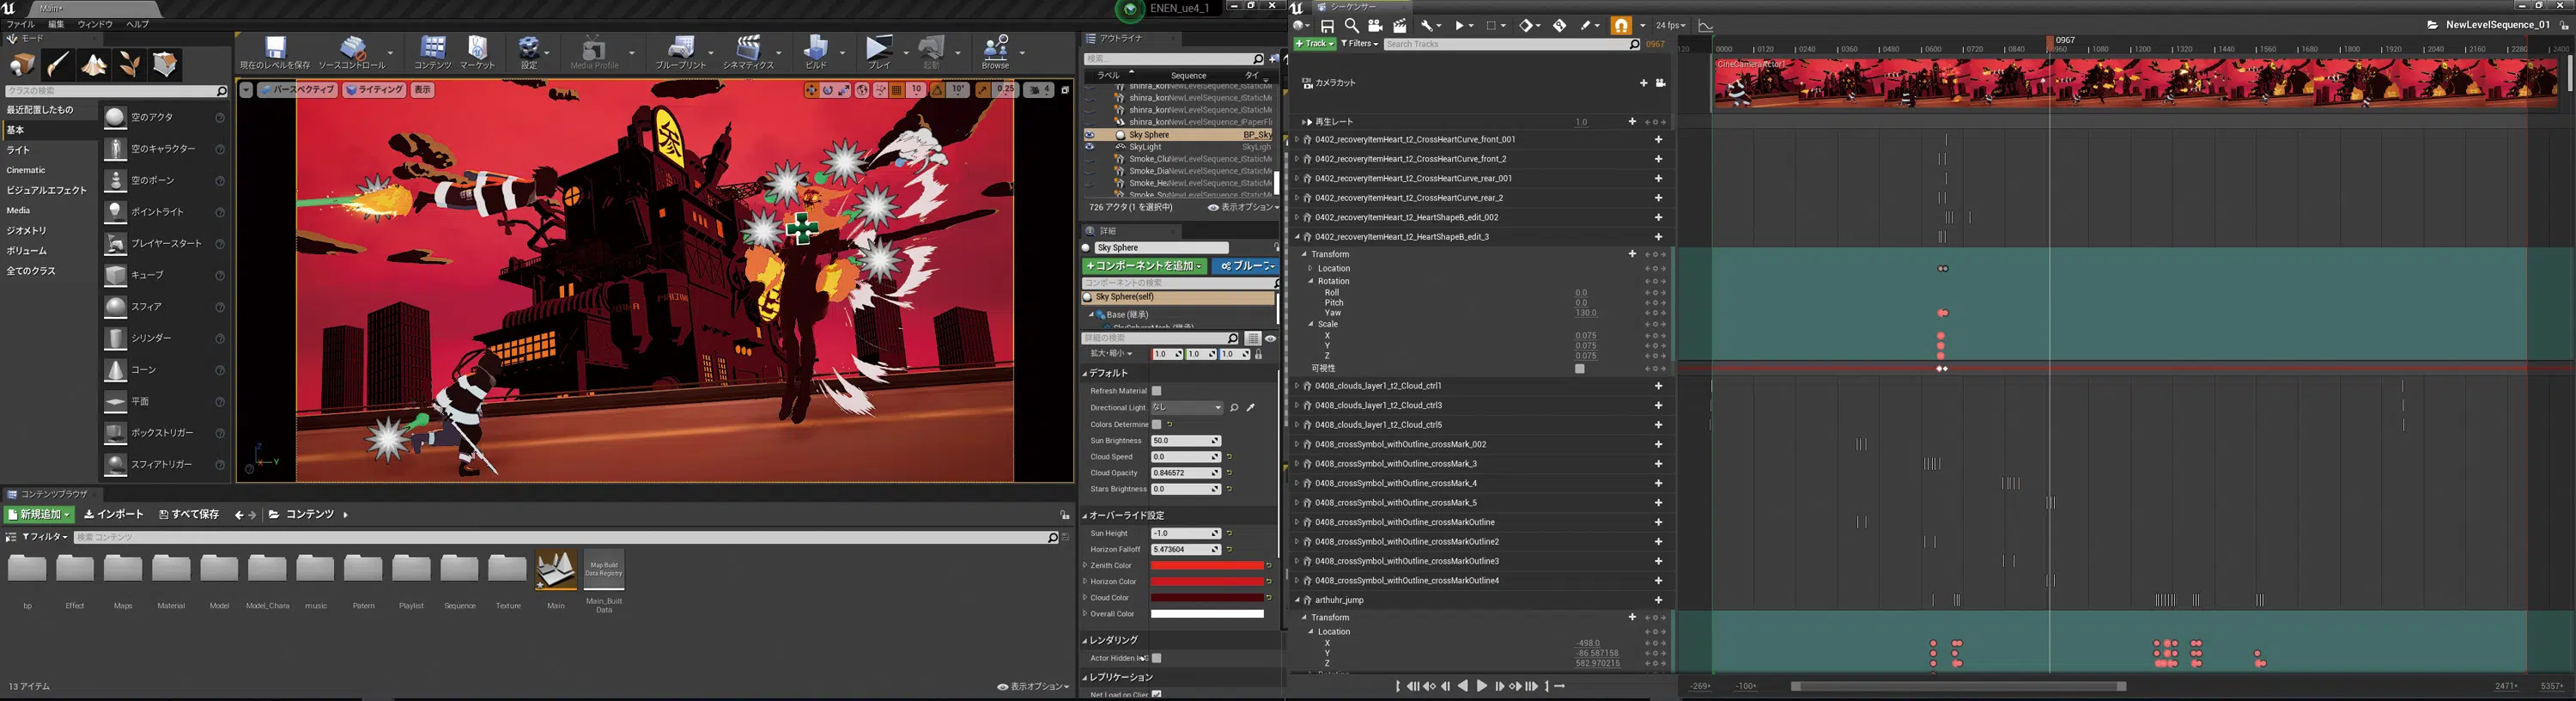 Main*
ENEN_ue4_1
ファイル 編集 ウィンドウ ヘルプ
モード
クラスの検索
最近配置したもの
基本
ライト
Cinematic
ビジュアルエフェクト
Media
ジオメトリ
ボリューム
全てのクラス
空のアクタ
空のキャラクター
空のポーン
ポイントライト
プレイヤースタート
キューブ
スフィア
シリンダー
コーン
平面
ボックストリガー
スフィアトリガー
現在のレベルを保存 ソースコントロール コンテンツ マーケット 設定 Media Profile ブループリント シネマティクス ビルド プレイ 起動 Browse
パースペクティブ ライティング 表示
10 10° 0.25 4
アウトライナ
検索...
ラベル Sequence タイ
shinra_kon NewLevelSequence_ iStaticMe
shinra_kon NewLevelSequence_ iStaticMe
shinra_kon NewLevelSequence_ iStaticMe
shinra_kon NewLevelSequence_ iPaperFli
Sky Sphere BP_Sky
SkyLight SkyLigh
Smoke_Clu NewLevelSequence_ iStaticMe
Smoke_Dia NewLevelSequence_ iStaticMe
Smoke_He NewLevelSequence_ iStaticMe
726 アクタ(1 を選択中) 表示オプション
詳細
Sky Sphere
+コンポーネントを追加 ブルー
コンポーネントの検索
Sky Sphere(self)
Base (継承)
詳細の検索
拡大・縮小 1.0 1.0 1.0
デフォルト
Refresh Material
Directional Light なし
Colors Determine
Sun Brightness 50.0
Cloud Speed 0.0
Cloud Opacity 0.846572
Stars Brightness 0.0
オーバーライド設定
Sun Height -1.0
Horizon Falloff 5.473604
Zenith Color
Horizon Color
Cloud Color
Overall Color
レンダリング
Actor Hidden In
レプリケーション
Net Load on Clier
コンテンツブラウザ
新規追加 インポート すべて保存 コンテンツ
フィルタ 検索 コンテンツ
bp Effect Maps Material Model Model_Chara music Patern Playlist Sequence Texture Main Main_Built
Data
Map Build
Data Registry
13 アイテム 表示オプション
シーケンサー
24 fps NewLevelSequence_01
+ Track Filters Search Tracks 0967
0967
0000 0120 0240 0360 0480 0600 0720 0840 0960 1080 1200 1320 1440 1560 1680 1800 1920 2040 2160 2280 2400
CineCameraActor1
カメラカット
再生レート 1.0
0402_recoveryItemHeart_t2_CrossHeartCurve_front_001
0402_recoveryItemHeart_t2_CrossHeartCurve_front_2
0402_recoveryItemHeart_t2_CrossHeartCurve_rear_001
0402_recoveryItemHeart_t2_CrossHeartCurve_rear_2
0402_recoveryItemHeart_t2_HeartShapeB_edit_002
0402_recoveryItemHeart_t2_HeartShapeB_edit_3
Transform
Location
Rotation
Roll 0.0
Pitch 0.0
Yaw 130.0
Scale
X 0.075
Y 0.075
Z 0.075
可視性
0408_clouds_layer1_t2_Cloud_ctrl1
0408_clouds_layer1_t2_Cloud_ctrl3
0408_clouds_layer1_t2_Cloud_ctrl5
0408_crossSymbol_withOutline_crossMark_002
0408_crossSymbol_withOutline_crossMark_3
0408_crossSymbol_withOutline_crossMark_4
0408_crossSymbol_withOutline_crossMark_5
0408_crossSymbol_withOutline_crossMarkOutline
0408_crossSymbol_withOutline_crossMarkOutline2
0408_crossSymbol_withOutline_crossMarkOutline3
0408_crossSymbol_withOutline_crossMarkOutline4
arthuhr_jump
Transform
Location
X -498.0
Y -86.587158
Z 582.970215
-269+ -100+ 2471+ 5357+